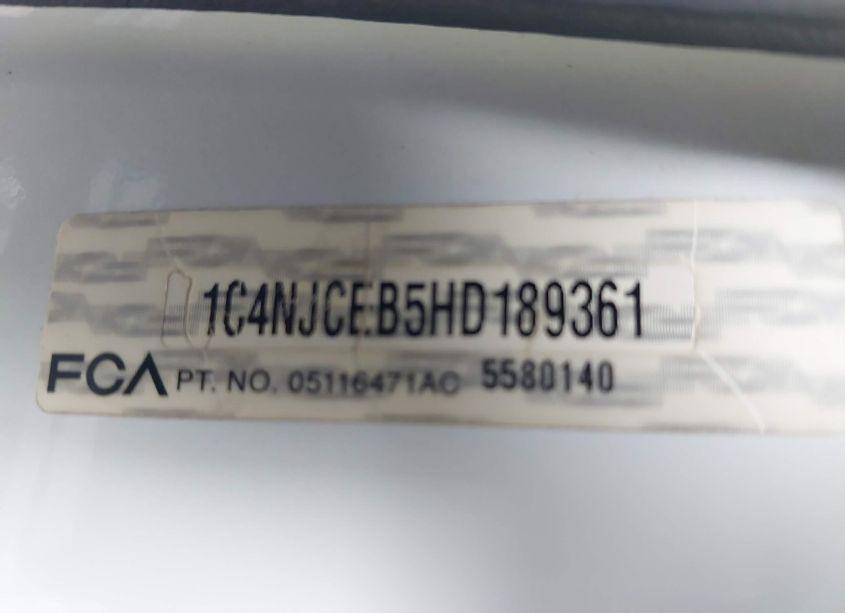 1C4NJCEB5HD189361
FCA PT. NO. 05116471AC 5580140